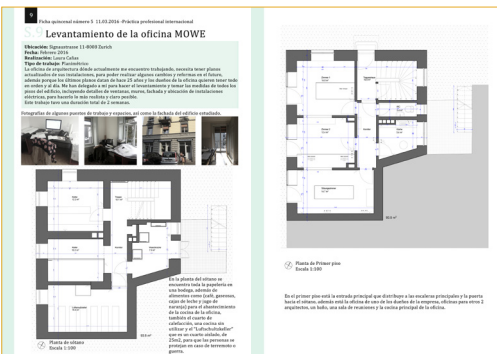 9
Ficha quincenal número 5  11.03.2016 -Práctica profesional internacional
S.9 Levantamiento de la oficina MOWE
Ubicación: Signaustrasse 11-8008 Zurich
Fecha: Febrero 2016
Realización: Laura Cañas
Tipo de trabajo: Planimétrico
La oficina de arquitectura dónde actualmente me encuentro trabajando, necesita tener planos
actualizados de sus instalaciones, para poder realizar algunos cambios y reformas en el futuro,
además porque los últimos planos datan de hace 25 años y los dueños de la oficina quieren tener todo
en orden y al día. Me han delegado a mí para hacer el levantamiento y tomar las medidas de todos los
pisos del edificio, incluyendo detalles de ventanas, muros, fachada y ubicación de instalaciones
eléctricas, para hacerlo lo más realista y claro posible.
Este trabajo tuvo una duración total de 2 semanas.
Fotografías de algunos puestos de trabajo y espacios, así como la fachada del edificio estudiado.
En la planta del sótano se
encuentra toda la papelería en
una bodega, además de
alimentos como (café, gaseosas,
cajas de leche y jugo de
naranja) para el abastecimiento
de la cocina de la oficina,
también el cuarto de
calefacción, una cocina sin
utilizar y el "Luftschultzkeller"
que es un cuarto aislado, de
25m2, para que las personas se
protejan en caso de terremoto o
guerra.
Planta de sótano
Escala 1:100
Planta de Primer piso
Escala 1:100
En el primer piso está la entrada principal que distribuye a las escaleras principales y la puerta
hacia el sótano, además está la oficina de uno de los dueños de la empresa, oficinas para otros 2
arquitectos, un baño, una sala de reuniones y la cocina principal de la oficina.